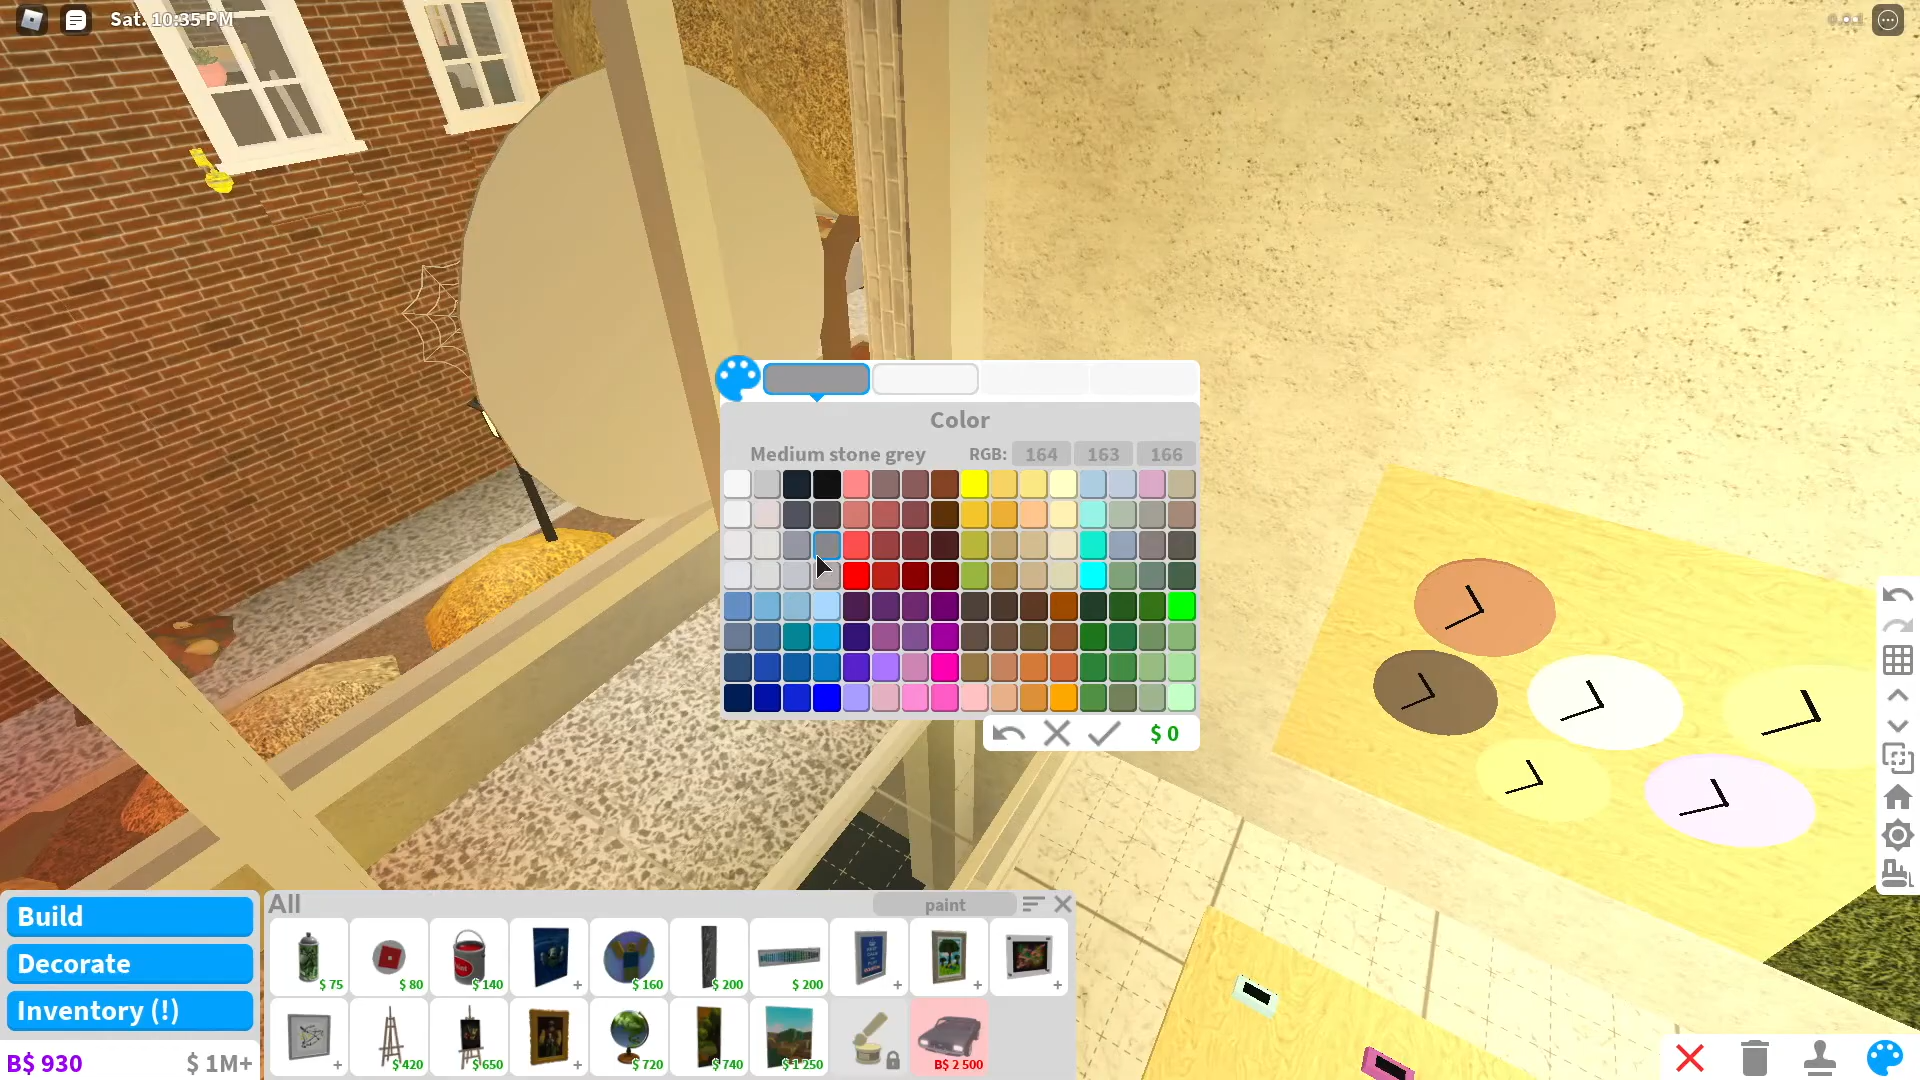 Sat. 10:35 PM
Color
Medium stone grey RGB: 164 163 166
$ 0
Build
Decorate
Inventory (!)
B$ 930 $ 1M+
All paint
$ 75 $ 80 $ 140 + $ 160 $ 200 $ 200 + + +
+ $ 420 $ 650 + $ 720 $ 740 $ 1 250 B$ 2 500